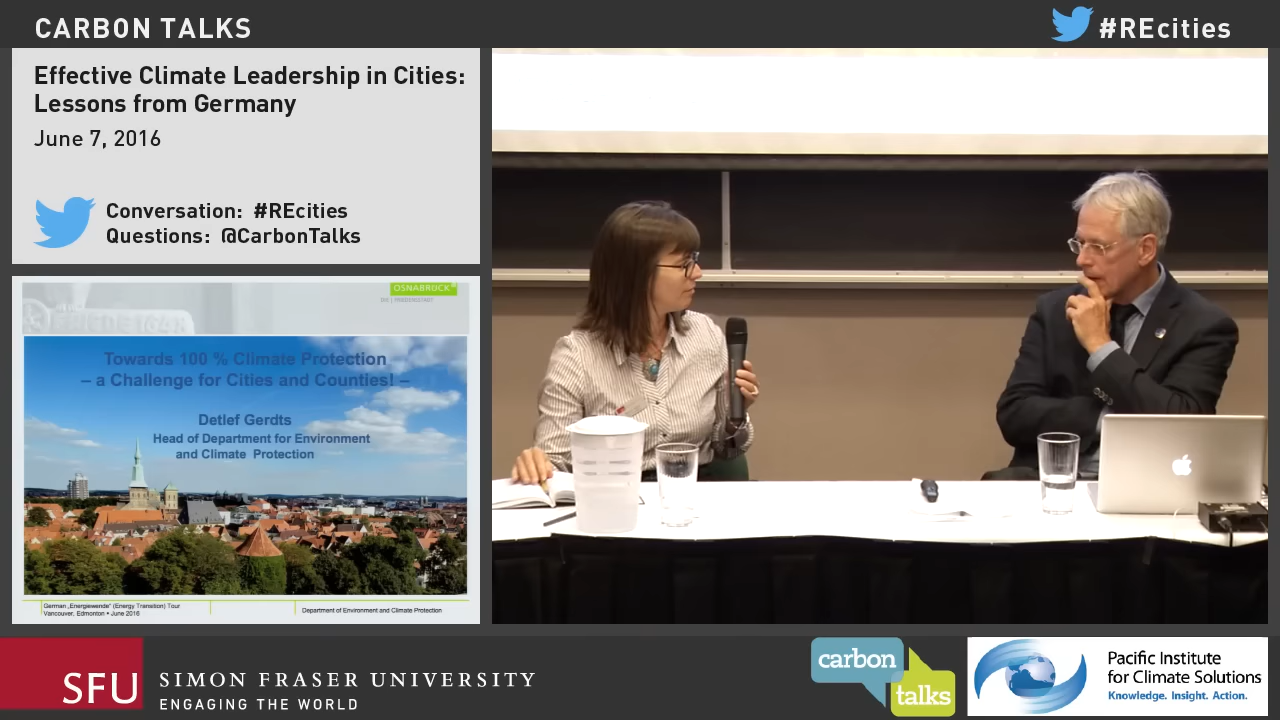 CARBON TALKS
#REcities
Effective Climate Leadership in Cities:
Lessons from Germany
June 7, 2016
Conversation: #REcities
Questions: @CarbonTalks
OSNABRÜCK
DIE | FRIEDENSSTADT
Towards 100 % Climate Protection
– a Challenge for Cities and Counties! –
Detlef Gerdts
Head of Department for Environment
and Climate Protection
German „Energiewende“ (Energy Transition) Tour
Vancouver, Edmonton • June 2016
Department of Environment and Climate Protection
SFU
SIMON FRASER UNIVERSITY
ENGAGING THE WORLD
carbon
talks
Pacific Institute
for Climate Solutions
Knowledge. Insight. Action.